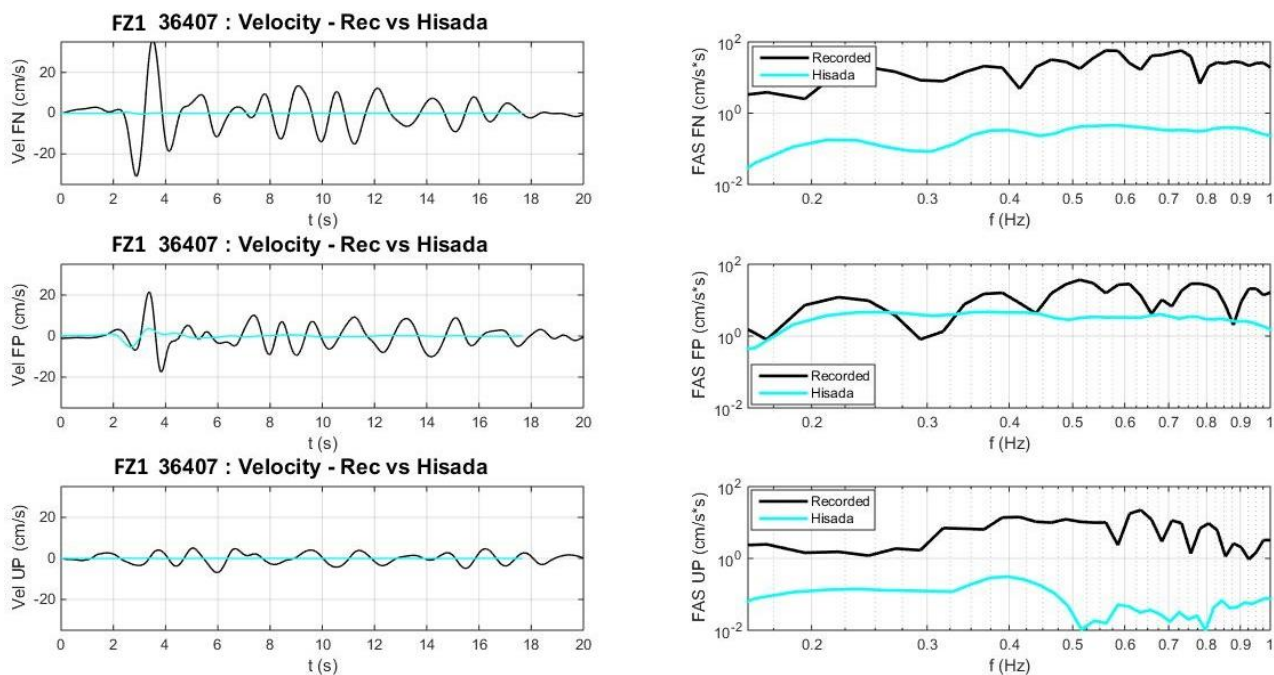 FZ1 36407 : Velocity - Rec vs Hisada
Vel FN (cm/s)
20
0
-20
0 2 4 6 8 10 12 14 16 18 20
t (s)
FAS FN (cm/s*s)
10^2
10^0
10^-2
Recorded
Hisada
0.2 0.3 0.4 0.5 0.6 0.7 0.8 0.9 1
f (Hz)
FZ1 36407 : Velocity - Rec vs Hisada
Vel FP (cm/s)
20
0
-20
0 2 4 6 8 10 12 14 16 18 20
t (s)
FAS FP (cm/s*s)
10^2
10^0
10^-2
Recorded
Hisada
0.2 0.3 0.4 0.5 0.6 0.7 0.8 0.9 1
f (Hz)
FZ1 36407 : Velocity - Rec vs Hisada
Vel UP (cm/s)
20
0
-20
0 2 4 6 8 10 12 14 16 18 20
t (s)
FAS UP (cm/s*s)
10^2
10^0
10^-2
Recorded
Hisada
0.2 0.3 0.4 0.5 0.6 0.7 0.8 0.9 1
f (Hz)